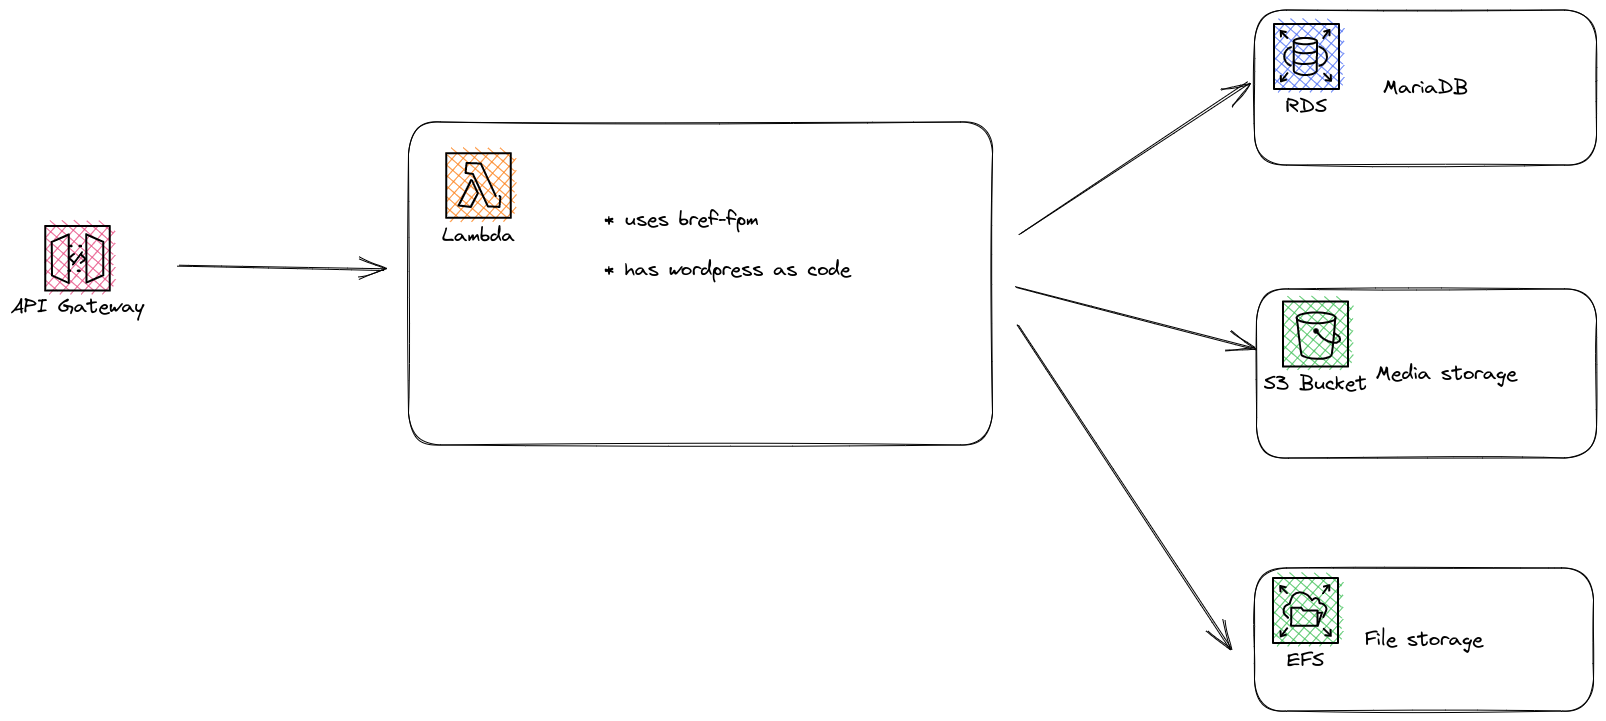 API Gateway
Lambda
* uses bref-fpm
* has wordpress as code
RDS
MariaDB
S3 Bucket
Media storage
EFS
File storage